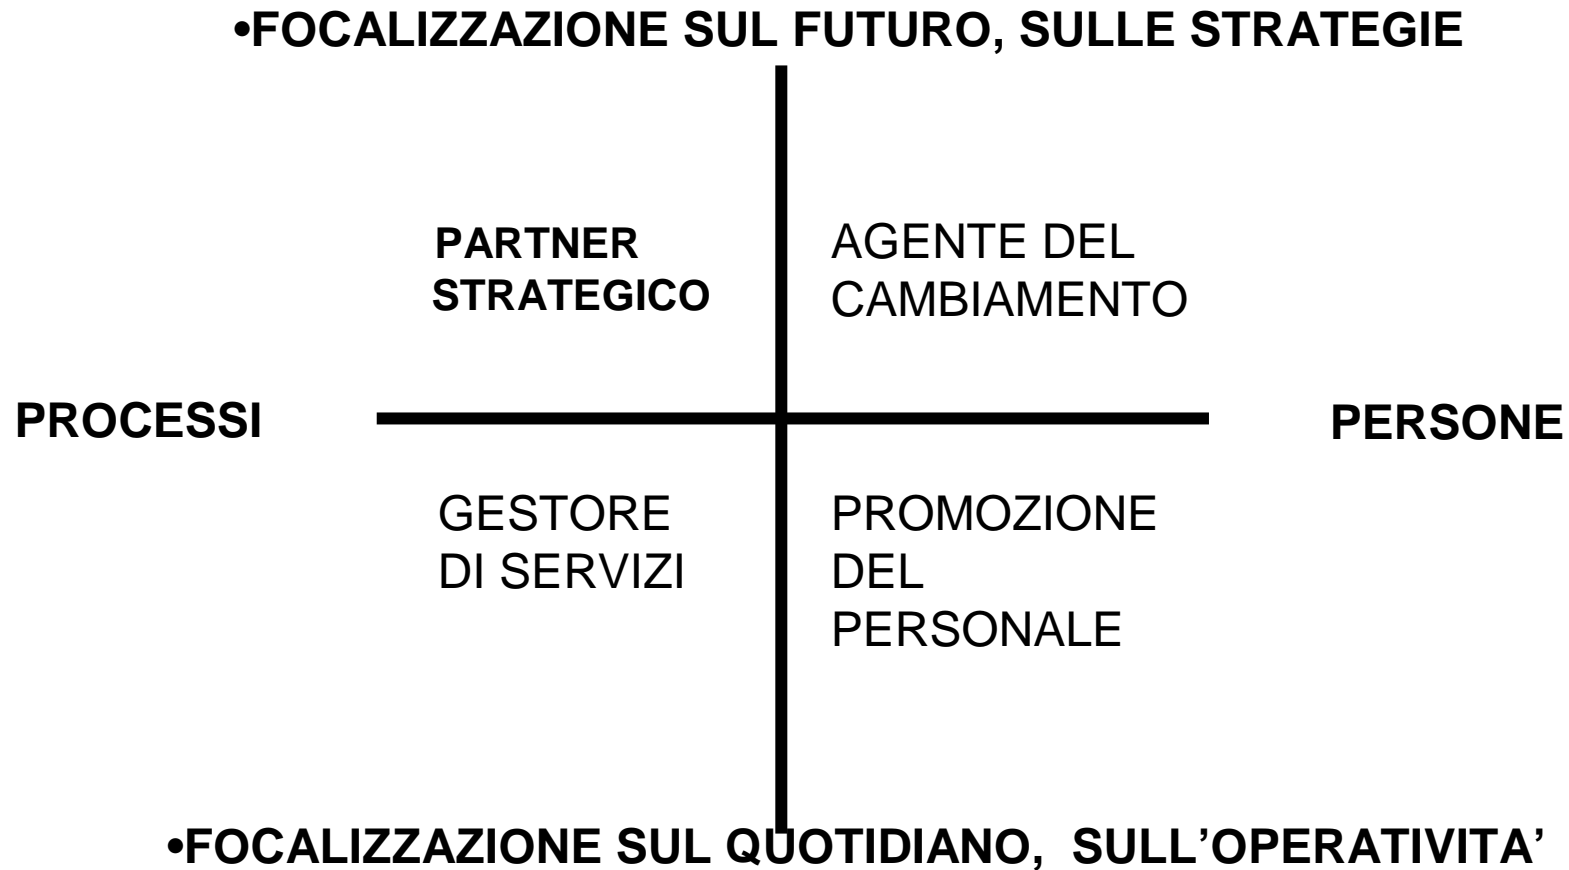 •FOCALIZZAZIONE SUL FUTURO, SULLE STRATEGIE
PARTNER
STRATEGICO
AGENTE DEL
CAMBIAMENTO
PROCESSI
PERSONE
GESTORE
DI SERVIZI
PROMOZIONE
DEL
PERSONALE
•FOCALIZZAZIONE SUL QUOTIDIANO, SULL’OPERATIVITA’